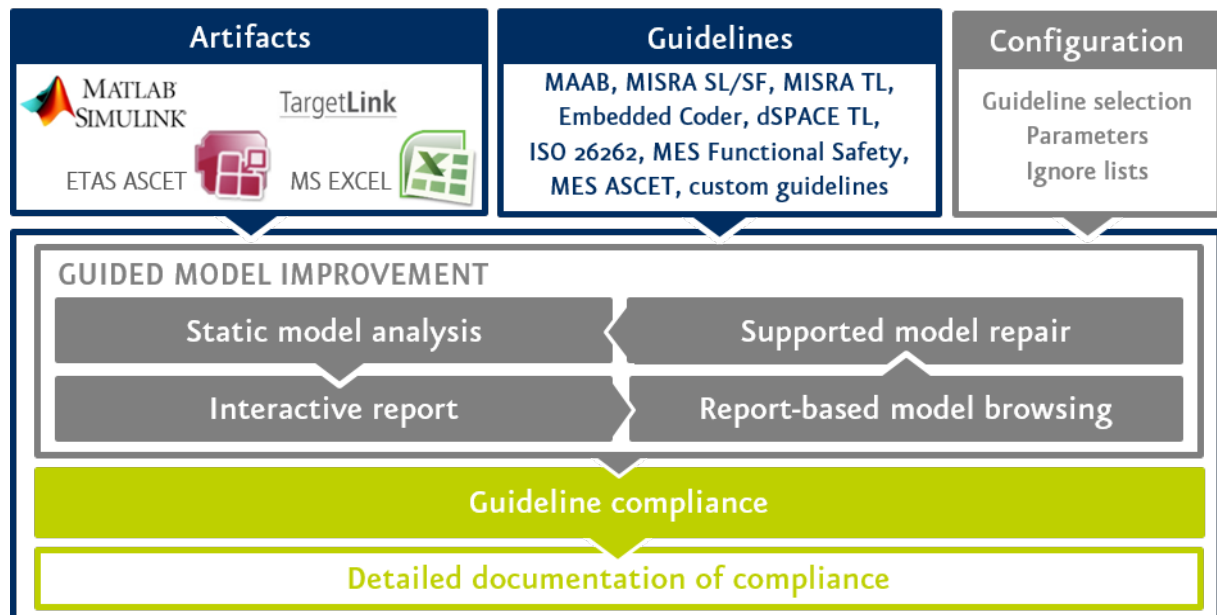 Artifacts
MATLAB
SIMULINK
TargetLink
ETAS ASCET
MS EXCEL
Guidelines
MAAB, MISRA SL/SF, MISRA TL,
Embedded Coder, dSPACE TL,
ISO 26262, MES Functional Safety,
MES ASCET, custom guidelines
Configuration
Guideline selection
Parameters
Ignore lists
GUIDED MODEL IMPROVEMENT
Static model analysis
Supported model repair
Interactive report
Report-based model browsing
Guideline compliance
Detailed documentation of compliance